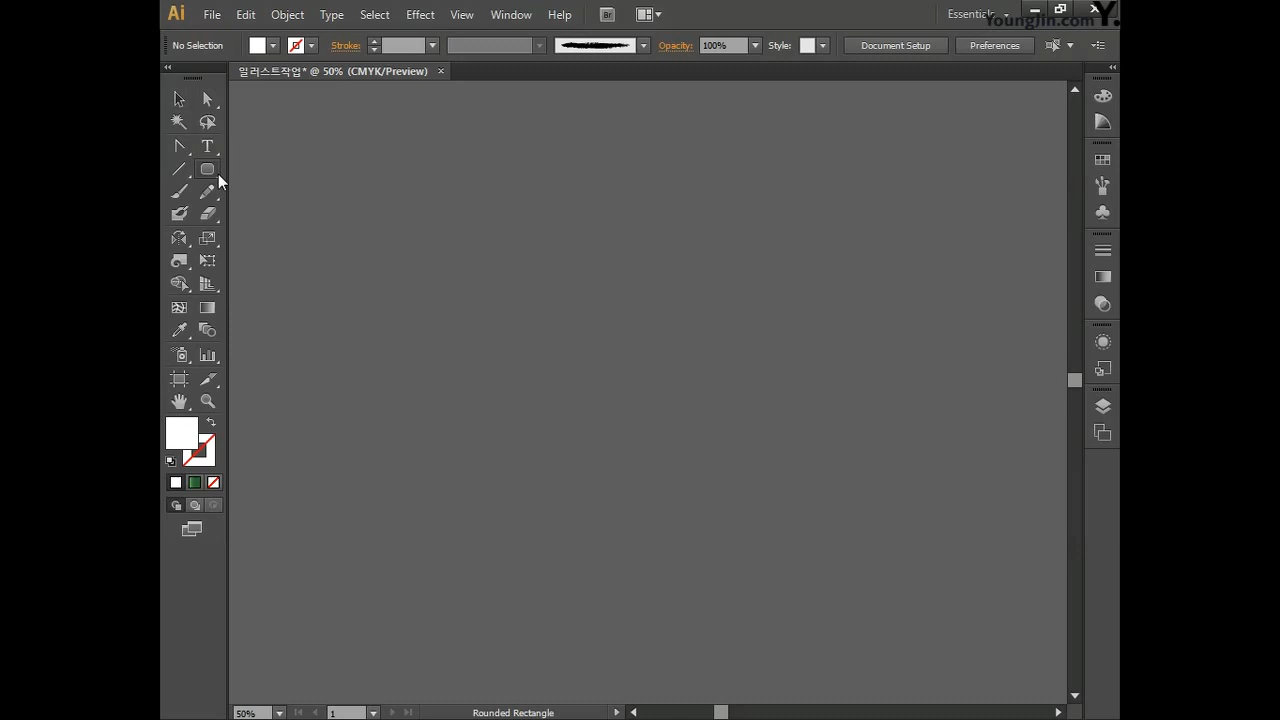 Ai File Edit Object Type Select Effect View Window Help Br Essentials
YoungJin.com Y.
No Selection Stroke: Opacity: 100% Style: Document Setup Preferences
일러스트작업* @ 50% (CMYK/Preview)
T
50% 1 Rounded Rectangle